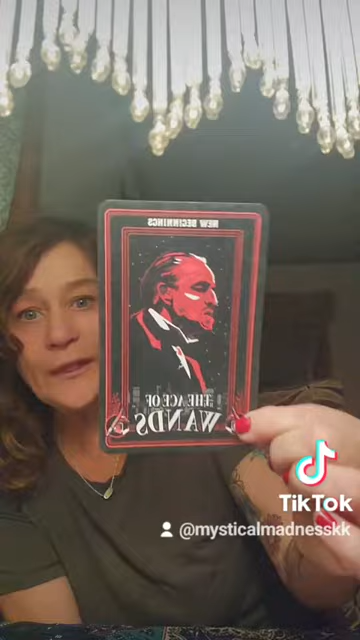 NEW BEGINNINGS
THE ACE OF
WANDS
TikTok
@mysticalmadnesskk